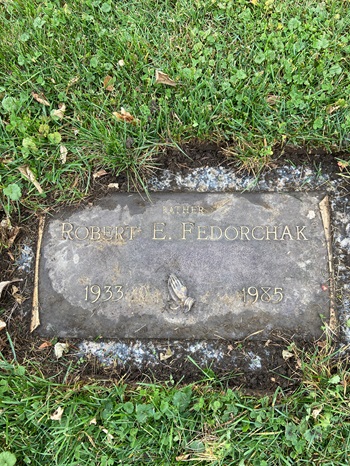 FATHER
ROBERT E. FEDORCHAK
1933 1985